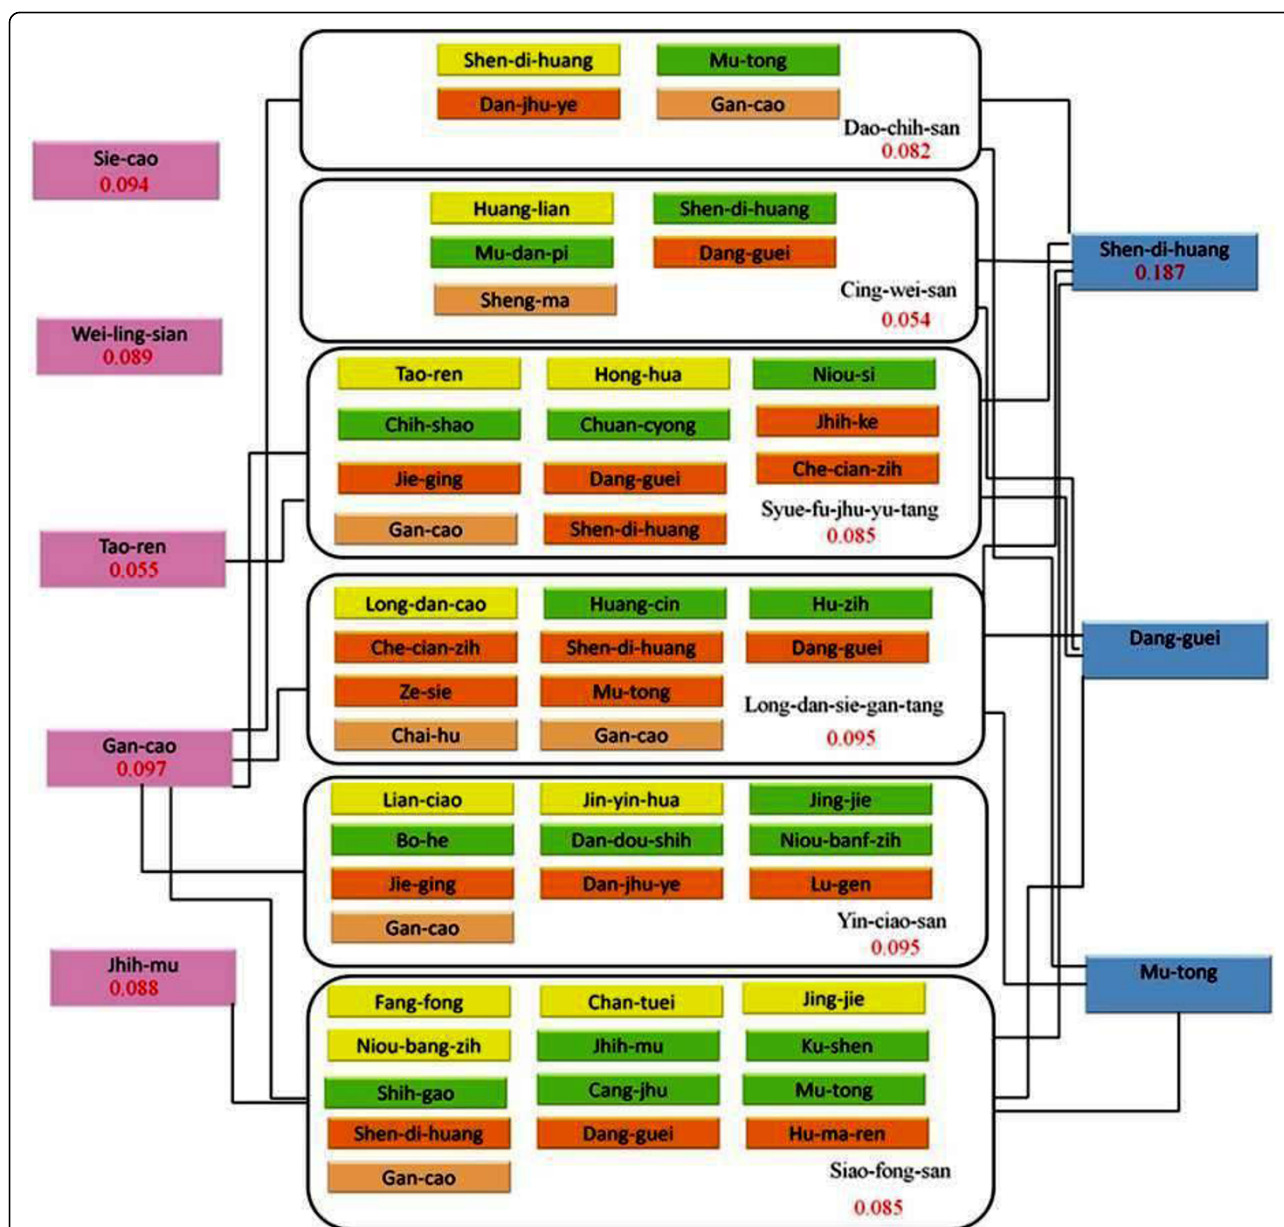 Shen-di-huang
Mu-tong
Dan-jhu-ye
Gan-cao
Dao-chih-san
0.082
Sie-cao
0.094
Huang-lian
Shen-di-huang
Mu-dan-pi
Dang-guei
Sheng-ma
Cing-wei-san
0.054
Shen-di-huang
0.187
Wei-ling-sian
0.089
Tao-ren
Hong-hua
Niou-si
Chih-shao
Chuan-cyong
Jhih-ke
Jie-ging
Dang-guei
Che-cian-zih
Gan-cao
Shen-di-huang
Syue-fu-jhu-yu-tang
0.085
Tao-ren
0.055
Long-dan-cao
Huang-cin
Hu-zih
Che-cian-zih
Shen-di-huang
Dang-guei
Ze-sie
Mu-tong
Chai-hu
Gan-cao
Long-dan-sie-gan-tang
0.095
Dang-guei
Gan-cao
0.097
Lian-ciao
Jin-yin-hua
Jing-jie
Bo-he
Dan-dou-shih
Niou-banf-zih
Jie-ging
Dan-jhu-ye
Lu-gen
Gan-cao
Yin-ciao-san
0.095
Jhih-mu
0.088
Mu-tong
Fang-fong
Chan-tuei
Jing-jie
Niou-bang-zih
Jhih-mu
Ku-shen
Shih-gao
Cang-jhu
Mu-tong
Shen-di-huang
Dang-guei
Hu-ma-ren
Gan-cao
Siao-fong-san
0.085